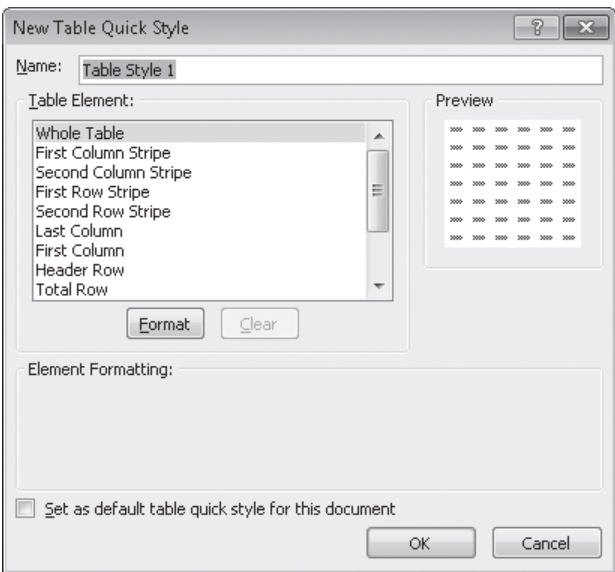 New Table Quick Style
Name: Table Style 1
Table Element:
Whole Table
First Column Stripe
Second Column Stripe
First Row Stripe
Second Row Stripe
Last Column
First Column
Header Row
Total Row
Format Clear
Preview
Element Formatting:
Set as default table quick style for this document
OK Cancel